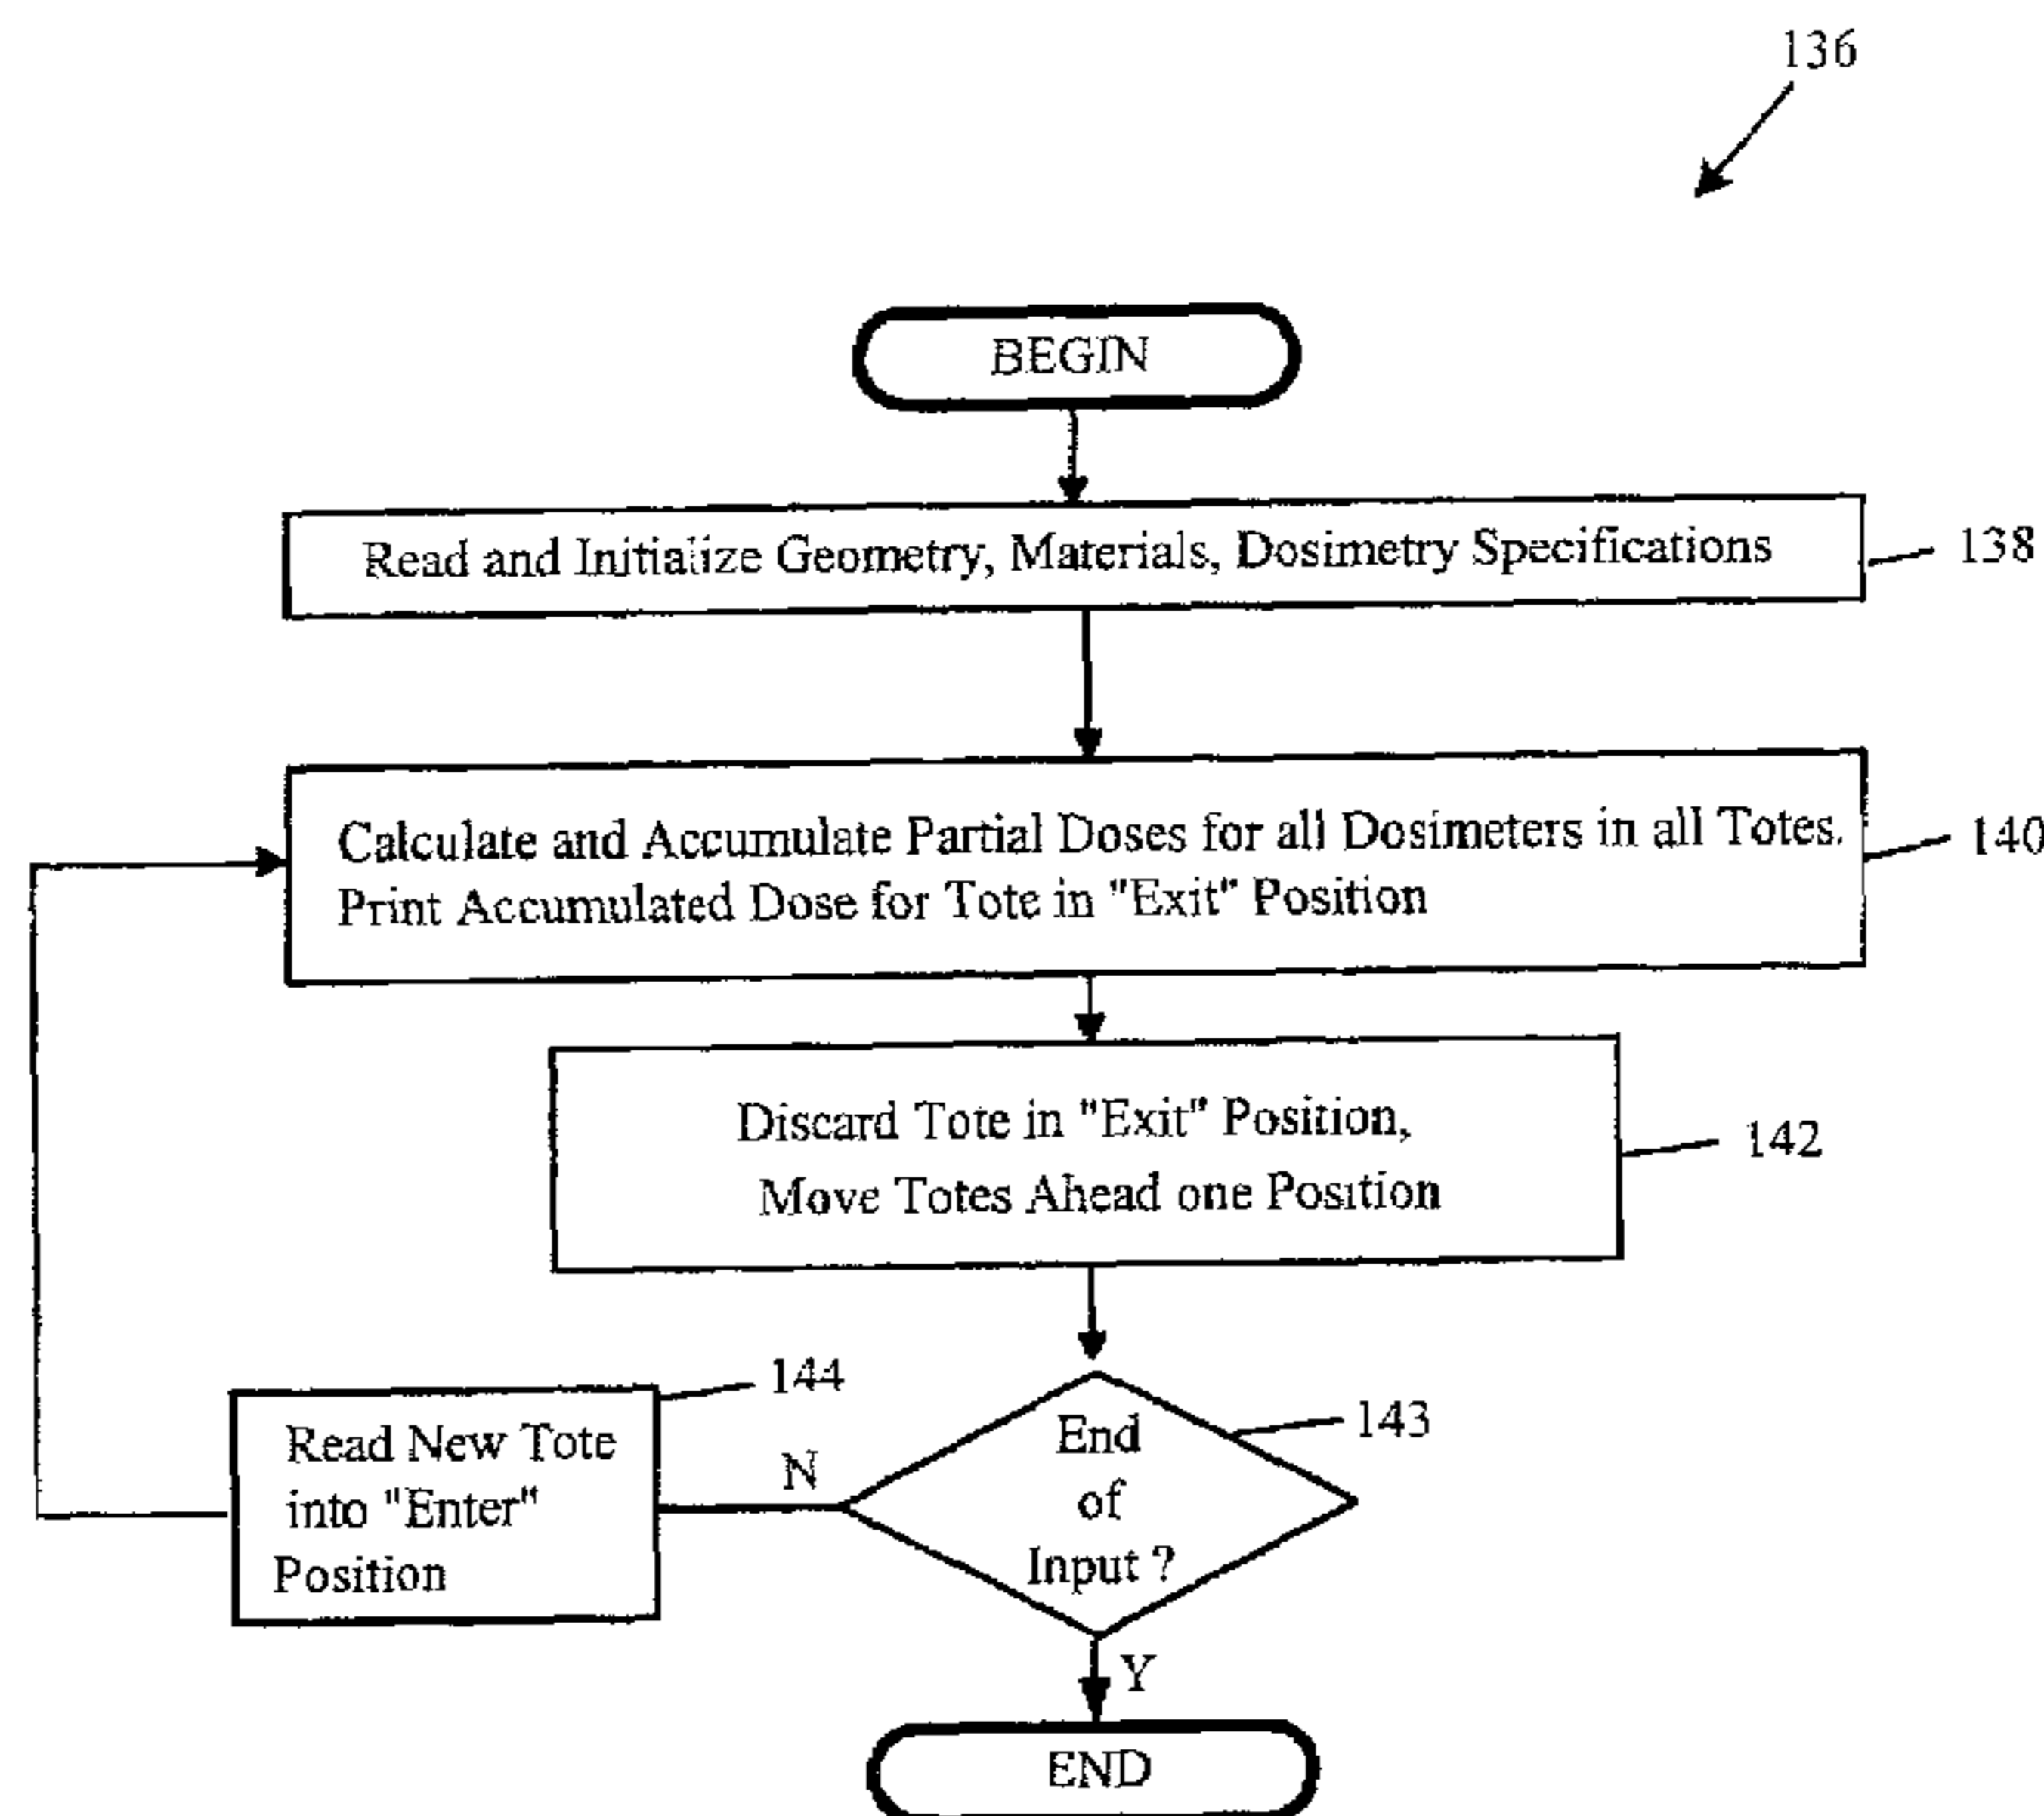 136
BEGIN
Read and Initialize Geometry, Materials, Dosimetry Specifications
138
Calculate and Accumulate Partial Doses for all Dosimeters in all Totes.
Print Accumulated Dose for Tote in "Exit" Position
140
Discard Tote in "Exit" Position,
Move Totes Ahead one Position
142
144
Read New Tote
into "Enter"
Position
N
End
of
Input ?
143
Y
END